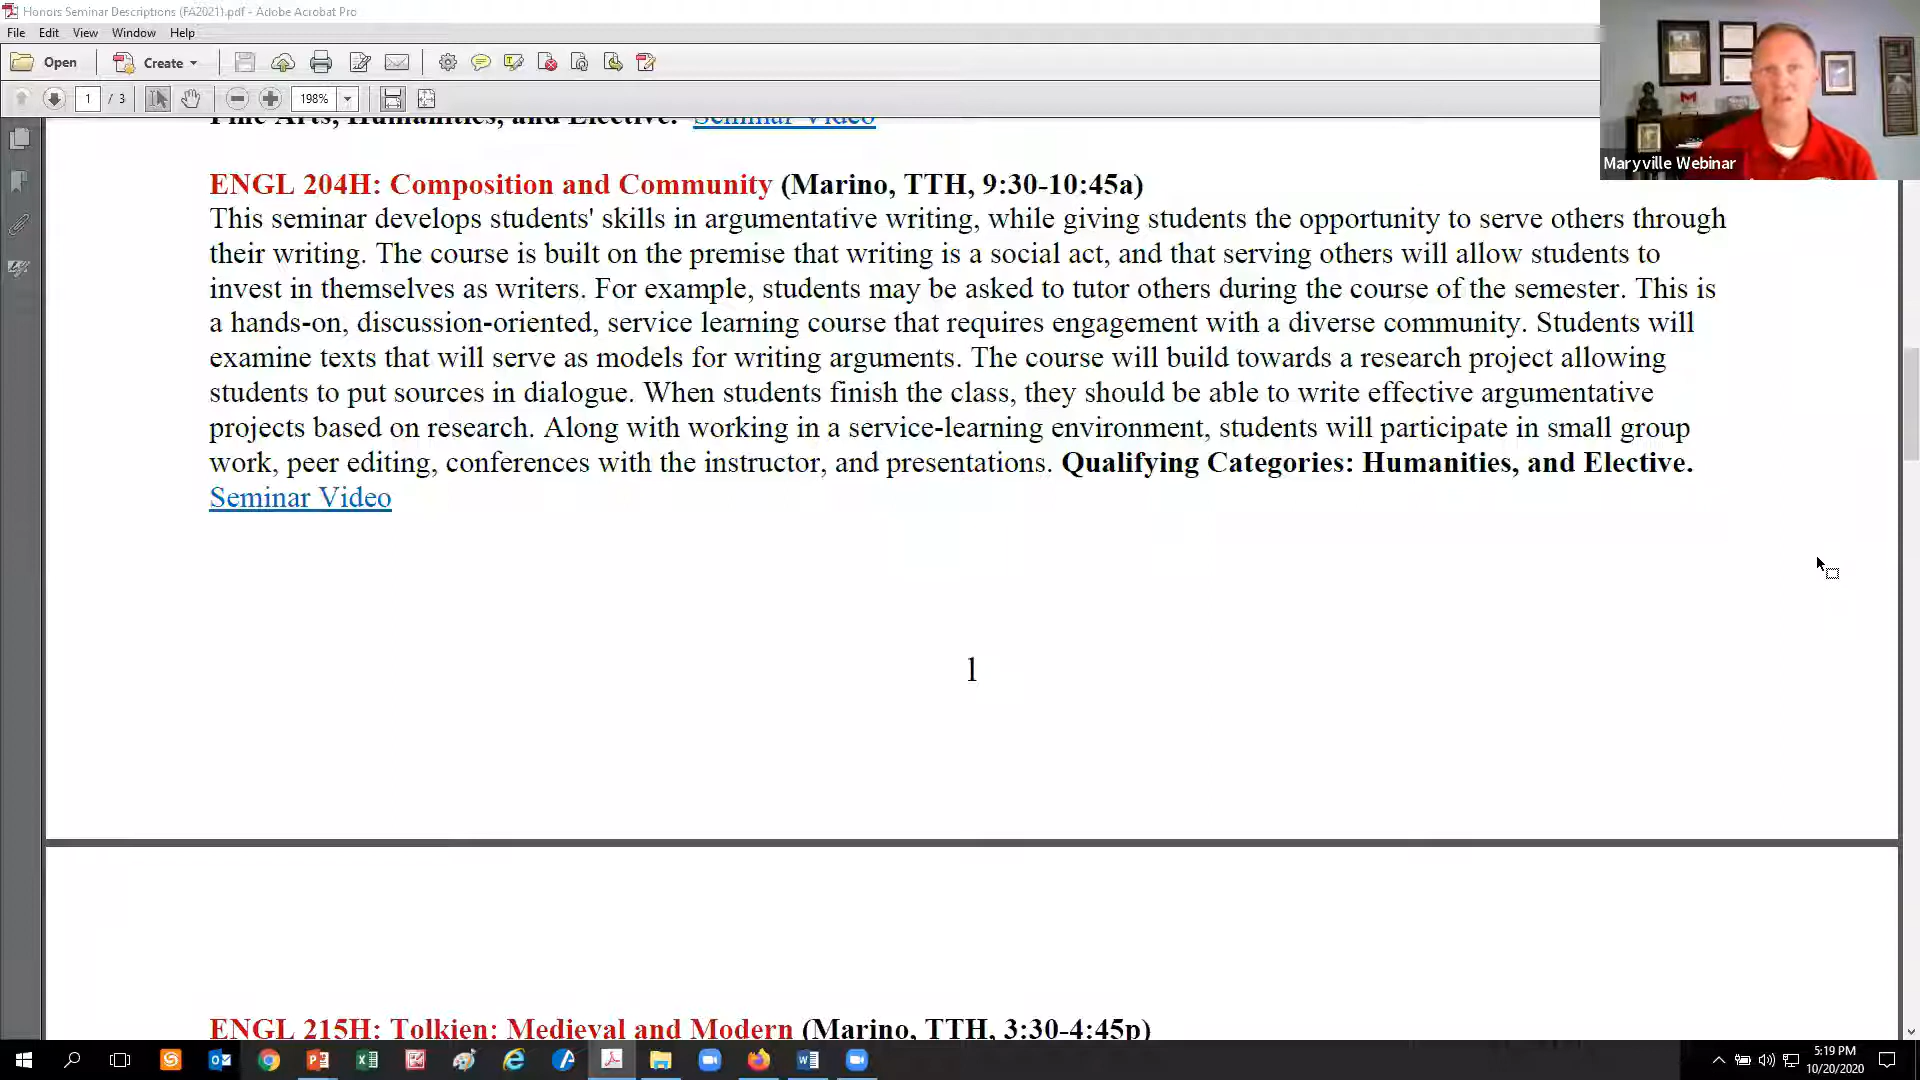 Honors Seminar Descriptions (FA2021).pdf - Adobe Acrobat Pro
File Edit View Window Help
Open Create
1 / 3 198%
Fine Arts, Humanities, and Elective. Seminar Video
Maryville Webinar
ENGL 204H: Composition and Community (Marino, TTH, 9:30-10:45a)
This seminar develops students' skills in argumentative writing, while giving students the opportunity to serve others through
their writing. The course is built on the premise that writing is a social act, and that serving others will allow students to
invest in themselves as writers. For example, students may be asked to tutor others during the course of the semester. This is
a hands-on, discussion-oriented, service learning course that requires engagement with a diverse community. Students will
examine texts that will serve as models for writing arguments. The course will build towards a research project allowing
students to put sources in dialogue. When students finish the class, they should be able to write effective argumentative
projects based on research. Along with working in a service-learning environment, students will participate in small group
work, peer editing, conferences with the instructor, and presentations. Qualifying Categories: Humanities, and Elective.
Seminar Video
1
ENGL 215H: Tolkien: Medieval and Modern (Marino, TTH, 3:30-4:45p)
5:19 PM
10/20/2020